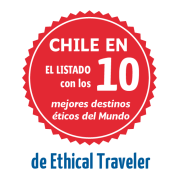 CHILE EN
EL LISTADO
con los 10
mejores destinos
éticos del Mundo
de Ethical Traveler